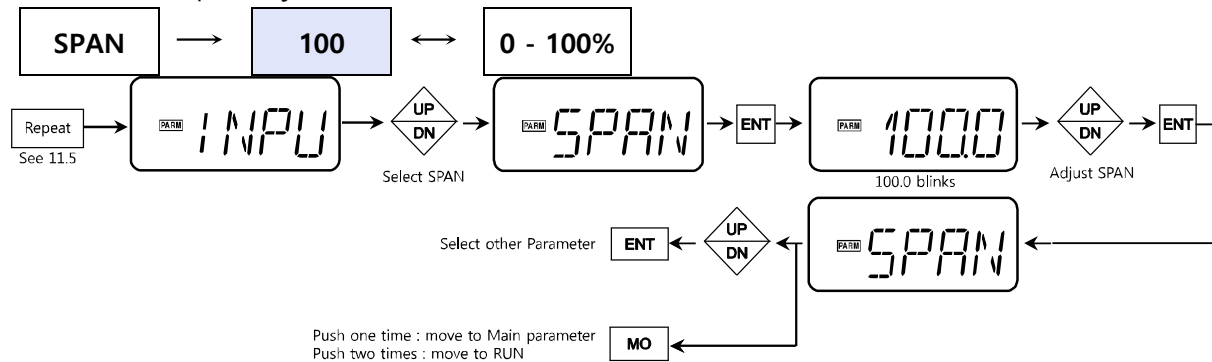 SPAN
100
0 - 100%
Repeat
See 11.5
PARM INPU
UP
DN
Select SPAN
PARM SPAN
ENT
PARM 100.0
100.0 blinks
UP
DN
Adjust SPAN
ENT
Select other Parameter
ENT
UP
DN
PARM SPAN
Push one time : move to Main parameter
Push two times : move to RUN
MO